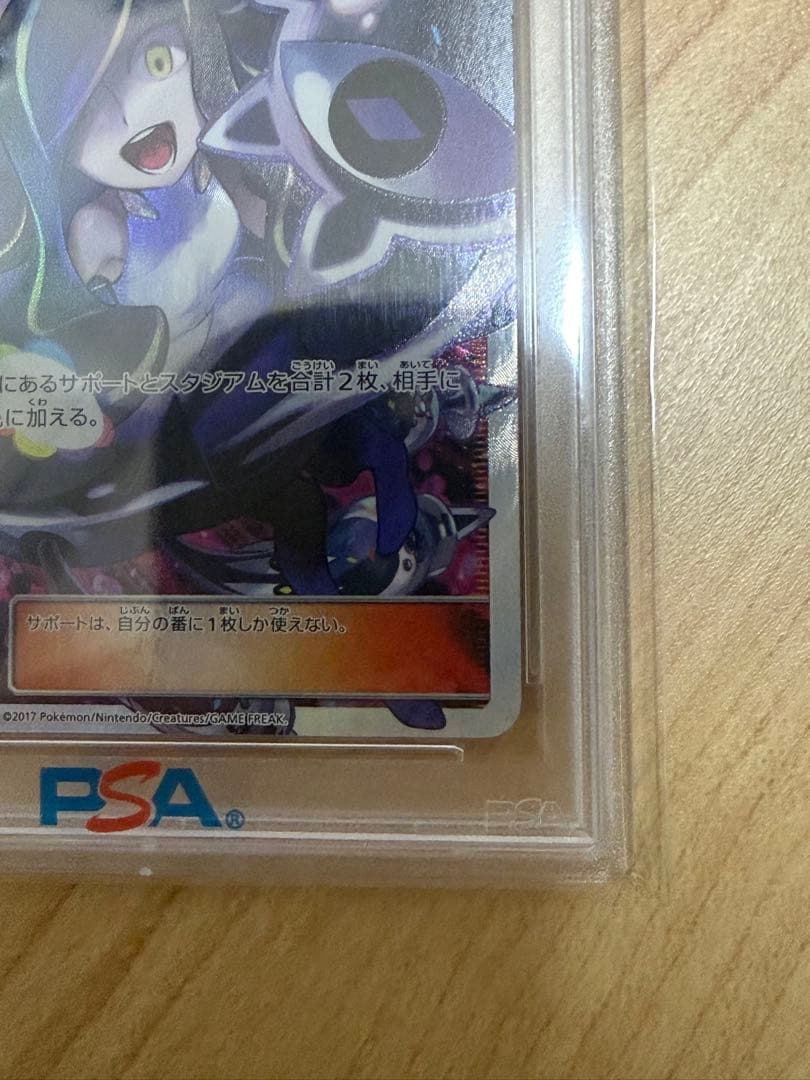 にあるサポートとスタジアムを合計2枚、相手に
に加える。
サポートは、自分の番に1枚しか使えない。
©2017 Pokémon/Nintendo/Creatures/GAME FREAK.
PSA®
PSA